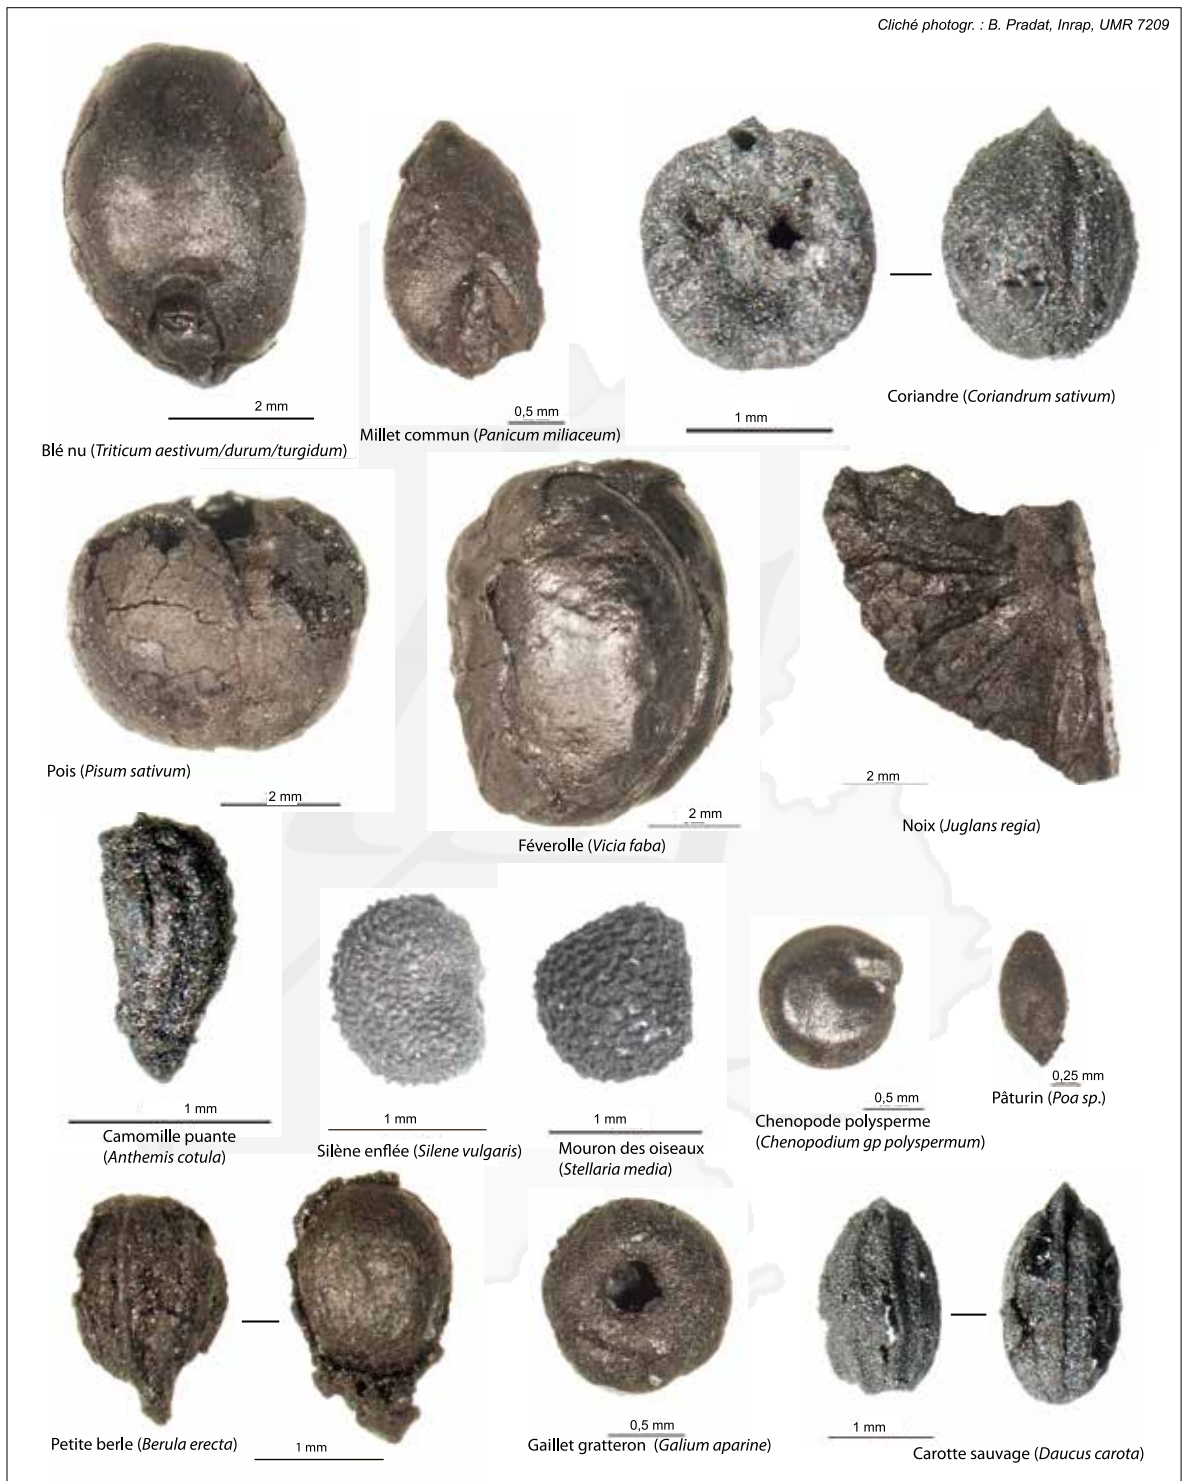 Cliché photogr. : B. Pradat, Inrap, UMR 7209
2 mm
Blé nu (Triticum aestivum/durum/turgidum)
0,5 mm
Millet commun (Panicum miliaceum)
1 mm
Coriandre (Coriandrum sativum)
Pois (Pisum sativum)
2 mm
2 mm
Féverolle (Vicia faba)
2 mm
Noix (Juglans regia)
1 mm
Camomille puante
(Anthemis cotula)
1 mm
Silène enflée (Silene vulgaris)
1 mm
Mouron des oiseaux
(Stellaria media)
0,5 mm
Chenopode polysperme
(Chenopodium gp polyspermum)
0,25 mm
Pâturin (Poa sp.)
Petite berle (Berula erecta)
1 mm
0,5 mm
Gaillet gratteron (Galium aparine)
1 mm
Carotte sauvage (Daucus carota)